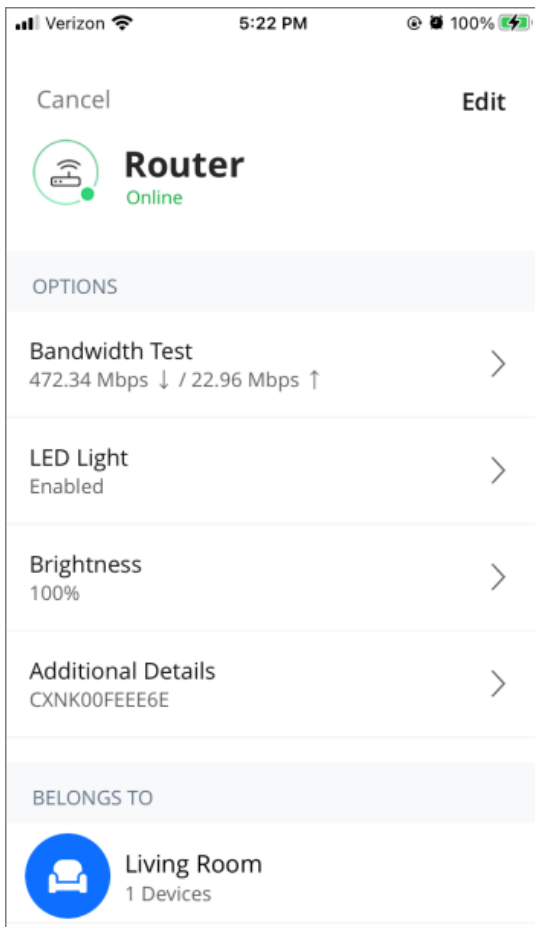 Verizon 5:22 PM 100%
Cancel Edit
Router
Online
OPTIONS
Bandwidth Test
472.34 Mbps ↓ / 22.96 Mbps ↑
LED Light
Enabled
Brightness
100%
Additional Details
CXNK00FEEE6E
BELONGS TO
Living Room
1 Devices